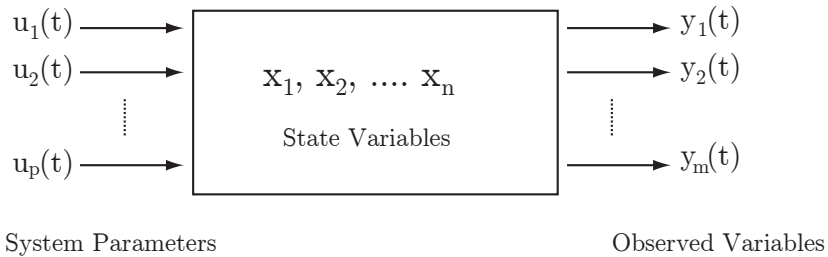 u₁(t) y₁(t)
u₂(t) x₁, x₂, .... xₙ y₂(t)
State Variables
uₚ(t) yₘ(t)
System Parameters Observed Variables